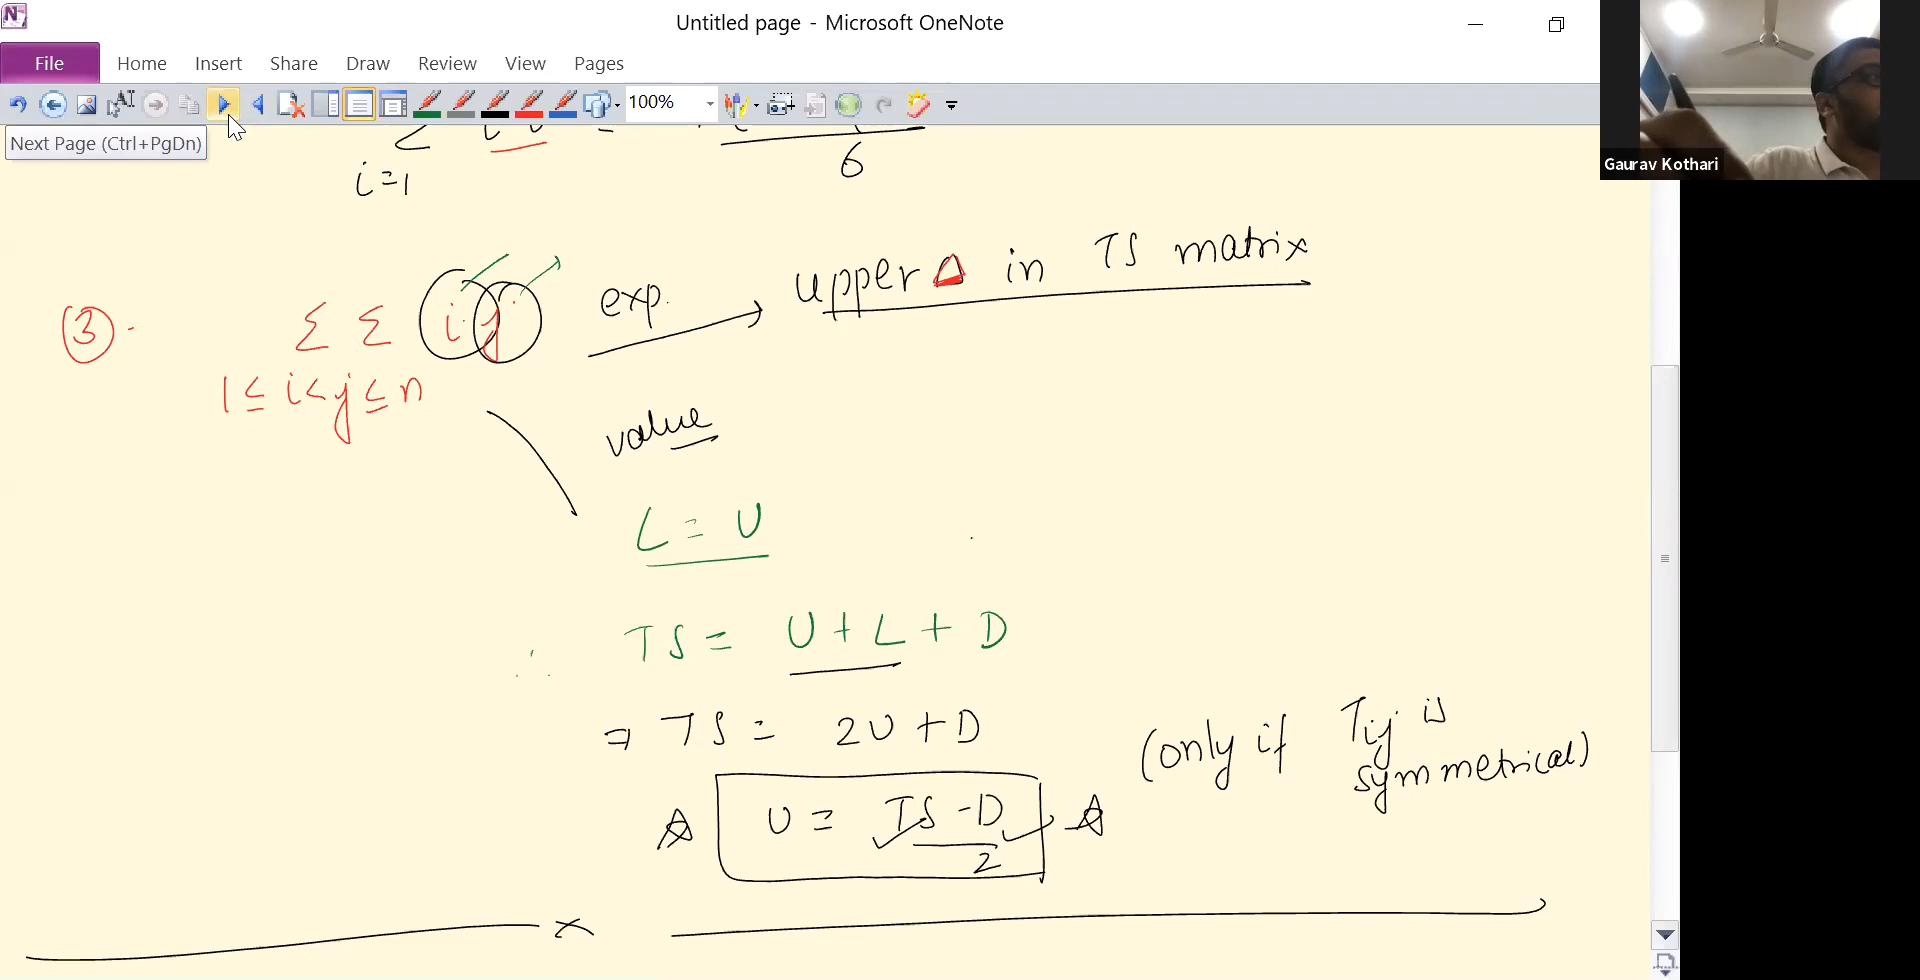 Untitled page - Microsoft OneNote
File Home Insert Share Draw Review View Pages
100%
Next Page (Ctrl+PgDn)
Gaurav Kothari
Σ
i=1
6
③.
Σ Σ i j
1 ≤ i < j ≤ n
exp.
upper Δ in TS matrix
value
L = U
∴ TS = U + L + D
⇒ TS = 2U + D
(only if Tij is
symmetrical)
☆ U = TS - D ☆
2
x